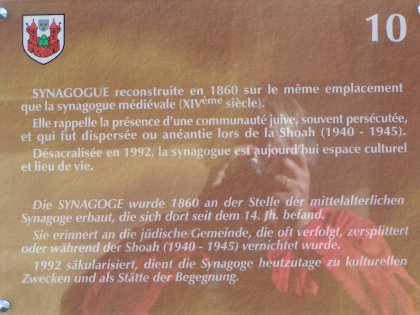 10
SYNAGOGUE reconstruite en 1860 sur le même emplacement
que la synagogue médiévale (XIVème siècle).
Elle rappelle la présence d'une communauté juive, souvent persécutée,
et qui fut dispersée ou anéantie lors de la Shoah (1940 - 1945).
Désacralisée en 1992, la synagogue est aujourd'hui espace culturel
et lieu de vie.
Die SYNAGOGE wurde 1860 an der Stelle der mittelalterlichen
Synagoge erbaut, die sich dort seit dem 14. Jh. befand.
Sie erinnert an die jüdische Gemeinde, die oft verfolgt, zersplittert
oder während der Shoah (1940 - 1945) vernichtet wurde.
1992 säkularisiert, dient die Synagoge heutzutage zu kulturellen
Zwecken und als Stätte der Begegnung.